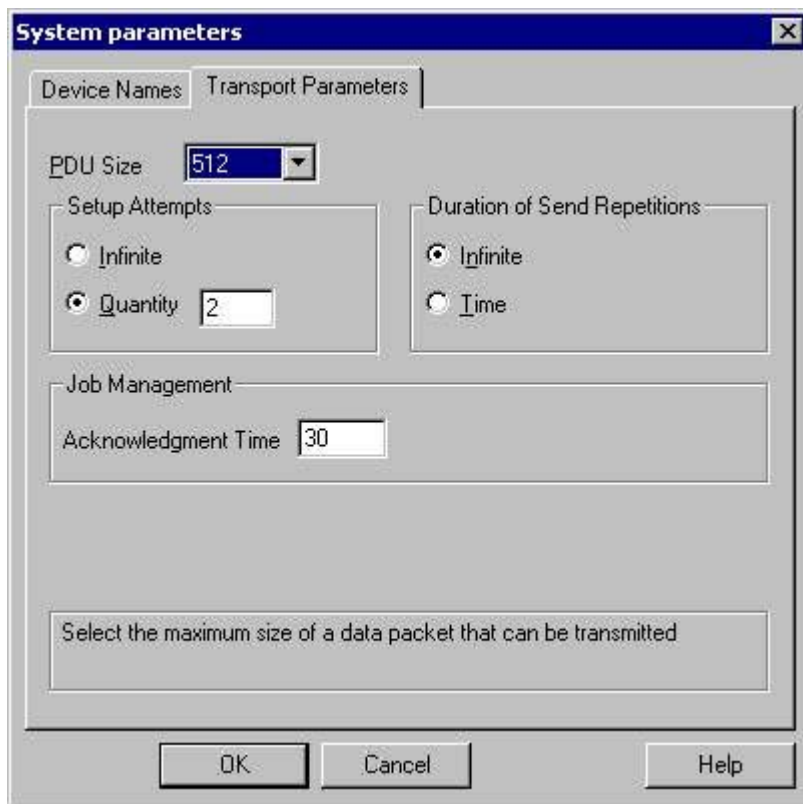 System parameters
Device Names Transport Parameters
PDU Size 512
Setup Attempts
Infinite
Quantity 2
Duration of Send Repetitions
Infinite
Time
Job Management
Acknowledgment Time 30
Select the maximum size of a data packet that can be transmitted
OK Cancel Help